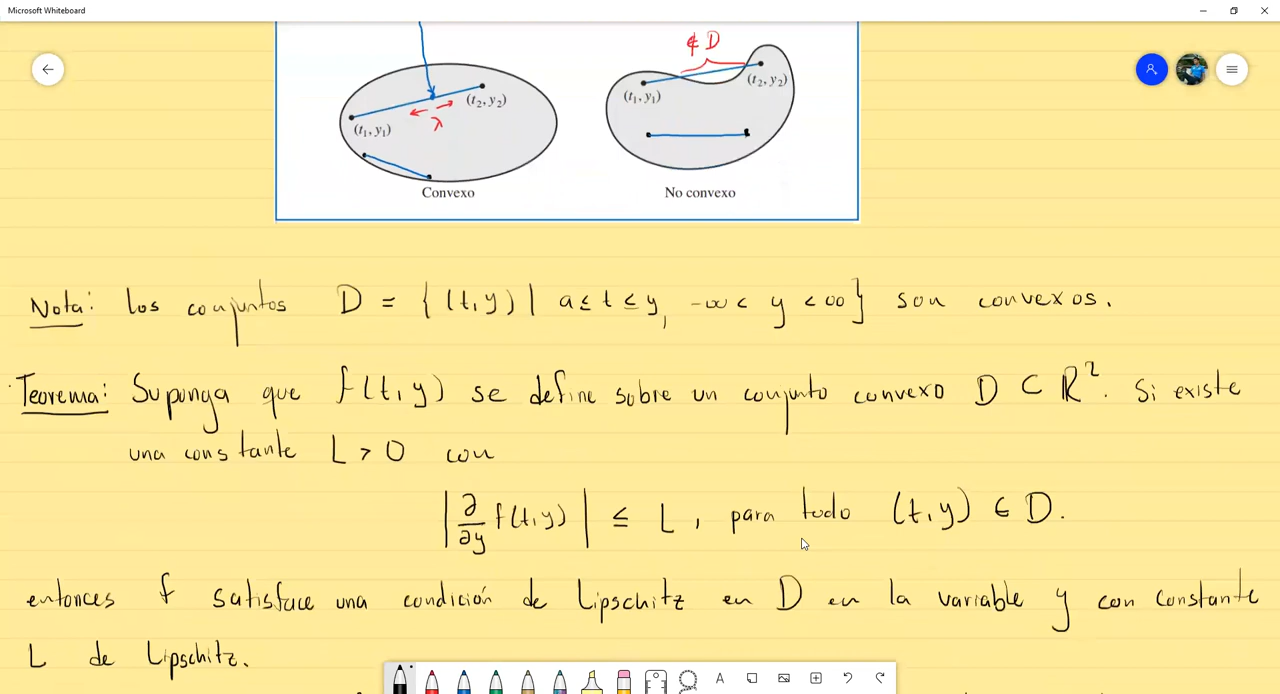 Microsoft Whiteboard
∉ D
(t₁, y₁)
(t₂, y₂)
λ
(t₁, y₁)
(t₂, y₂)
Convexo
No convexo
Nota: los conjuntos D = { (t,y) | a ≤ t ≤ y, -∞ < y < ∞ } son convexos.
Teorema: Suponga que f(t,y) se define sobre un conjunto convexo D ⊂ ℝ². Si existe
una constante L > 0 con
| ∂/∂y f(t,y) | ≤ L, para todo (t,y) ∈ D.
entonces f satisface una condición de Lipschitz en D en la variable y con constante
L de Lipschitz.